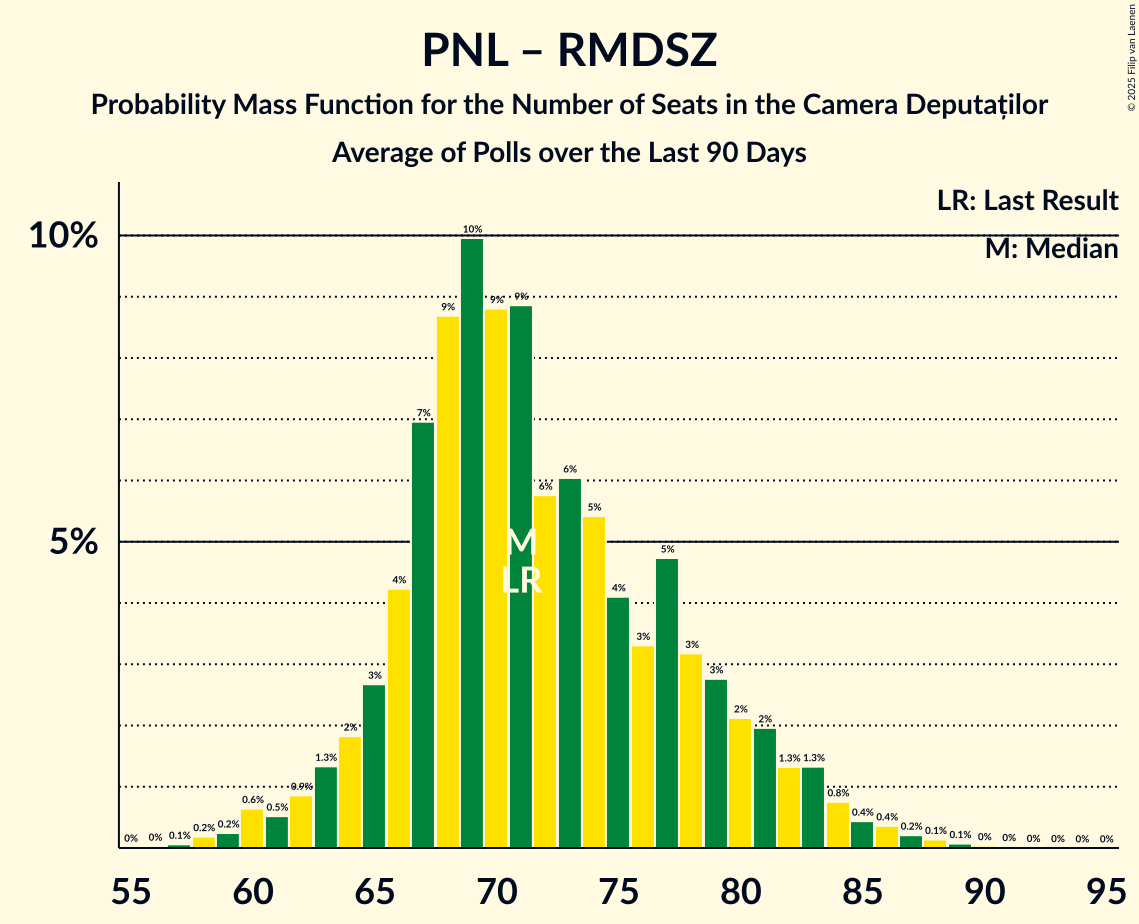 PNL – RMDSZ
Probability Mass Function for the Number of Seats in the Camera Deputaților
Average of Polls over the Last 90 Days
© 2025 Filip van Laenen
LR: Last Result
M: Median
10%
5%
0% 0% 0.1% 0.2% 0.2% 0.6% 0.5% 0.9% 1.3% 2% 3% 4% 7% 9% 10% 9% 9% 6% 6% 5% 4% 3% 5% 3% 3% 2% 2% 1.3% 1.3% 0.8% 0.4% 0.4% 0.2% 0.1% 0.1% 0% 0% 0% 0% 0% 0%
M
LR
55 60 65 70 75 80 85 90 95